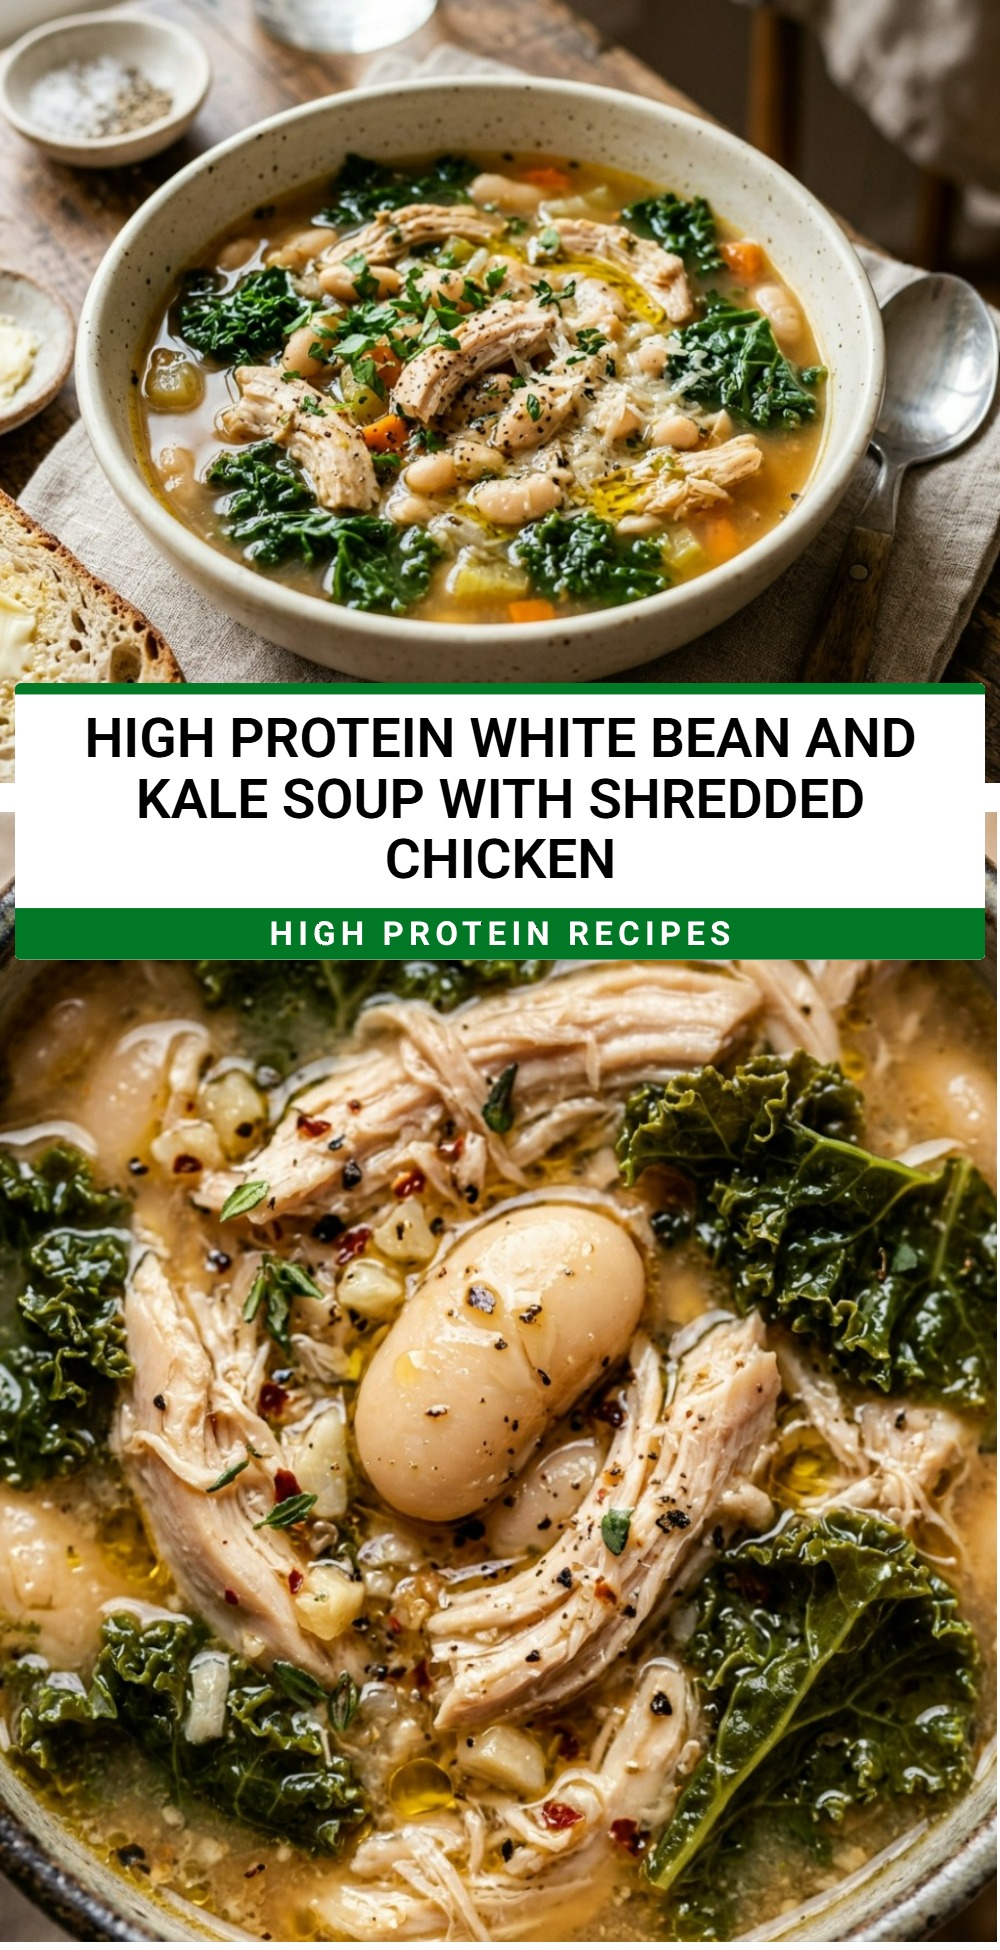 HIGH PROTEIN WHITE BEAN AND
KALE SOUP WITH SHREDDED
CHICKEN
HIGH PROTEIN RECIPES